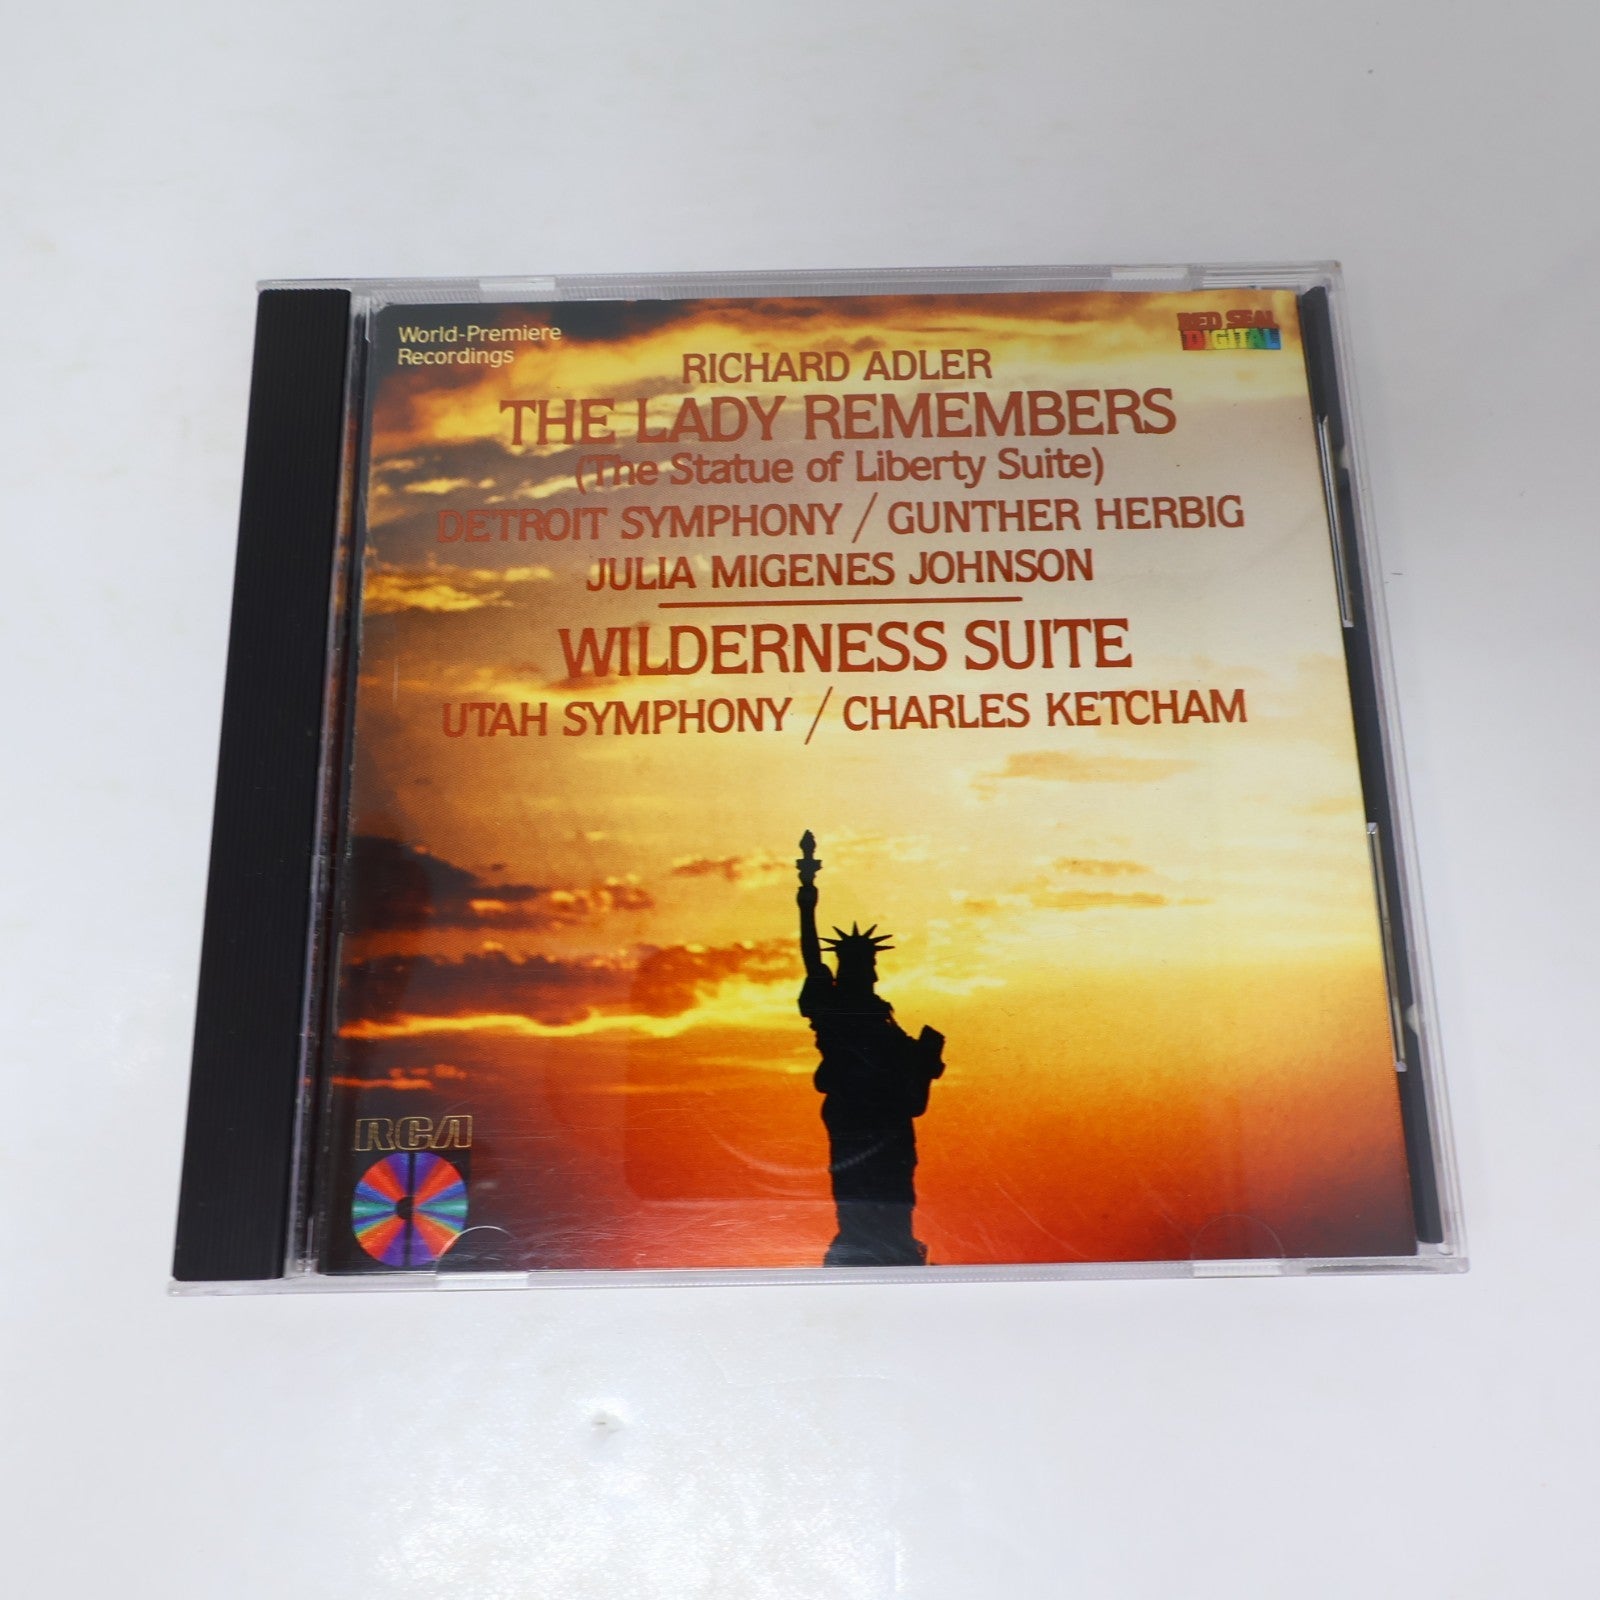 World-Premiere
Recordings
RED SEAL
DIGITAL
RICHARD ADLER
THE LADY REMEMBERS
(The Statue of Liberty Suite)
DETROIT SYMPHONY / GUNTHER HERBIG
JULIA MIGENES JOHNSON
WILDERNESS SUITE
UTAH SYMPHONY / CHARLES KETCHAM
RCA